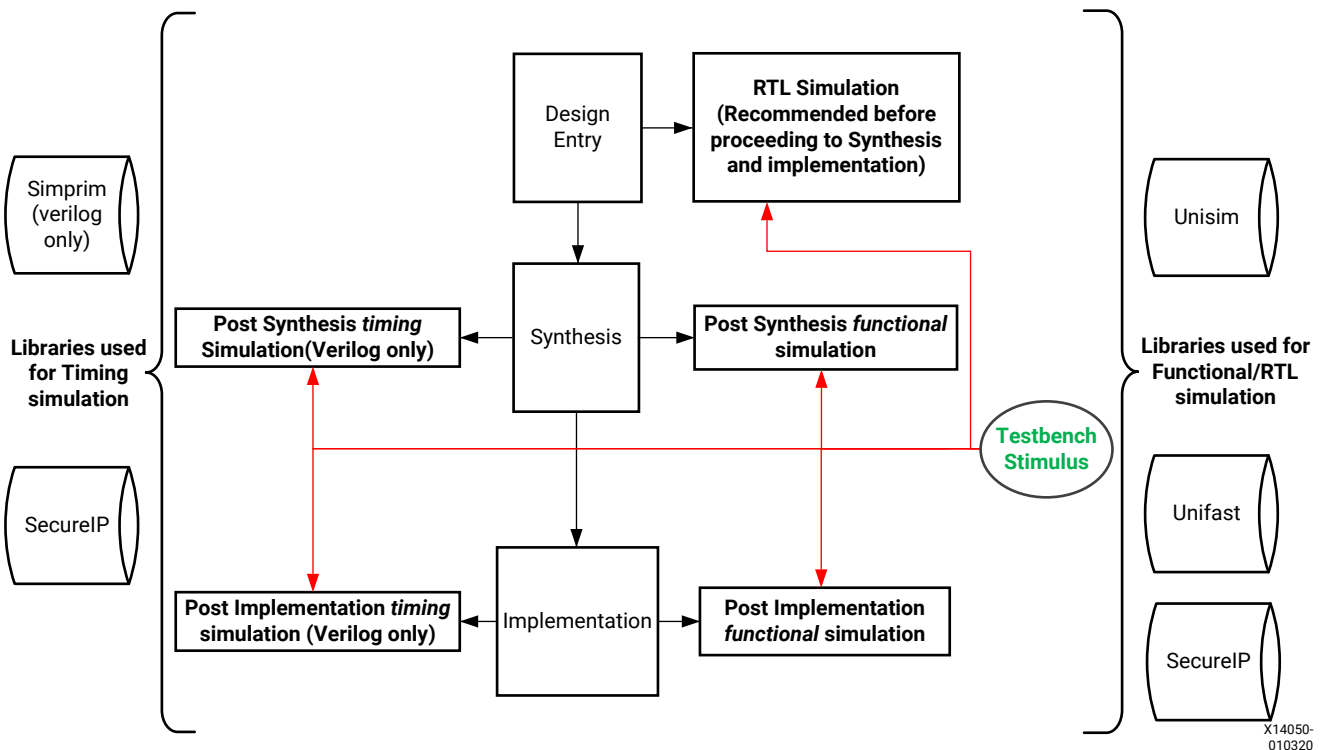 Design
Entry
RTL Simulation
(Recommended before
proceeding to Synthesis
and implementation)
Simprim
(verilog
only)
Unisim
Post Synthesis timing
Simulation(Verilog only)
Synthesis
Post Synthesis functional
simulation
Libraries used
for Timing
simulation
Libraries used for
Functional/RTL
simulation
Testbench
Stimulus
SecureIP
Unifast
Post Implementation timing
simulation (Verilog only)
Implementation
Post Implementation
functional simulation
SecureIP
X14050-
010320